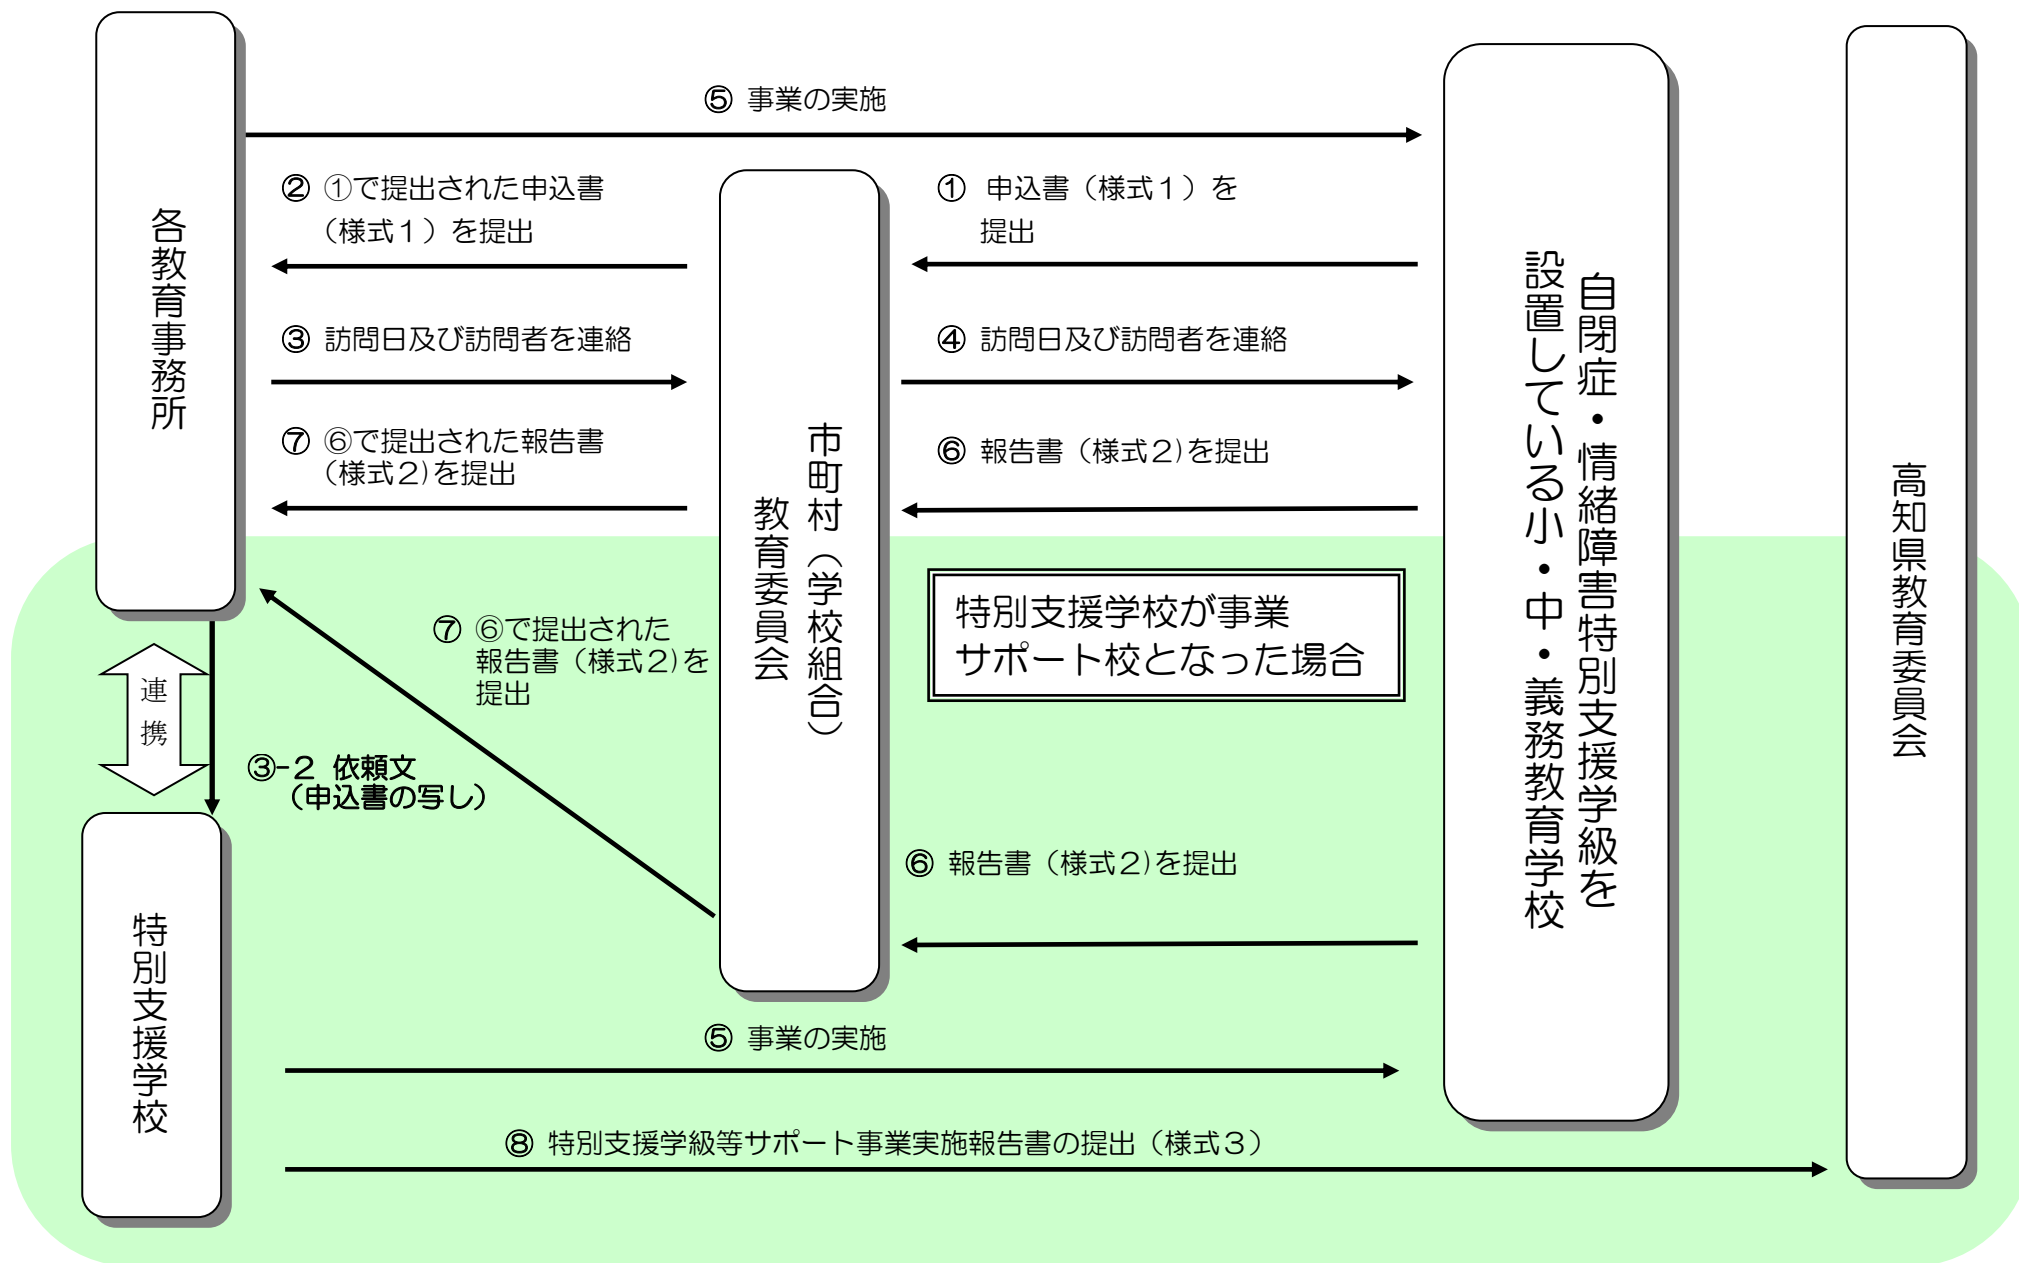 各教育事務所
⑤ 事業の実施
② ①で提出された申込書
（様式１）を提出
① 申込書（様式１）を
提出
③ 訪問日及び訪問者を連絡
④ 訪問日及び訪問者を連絡
⑦ ⑥で提出された報告書
（様式２)を提出
⑥ 報告書（様式２)を提出
市町村（学校組合）
教育委員会
自閉症・情緒障害特別支援学級を
設置している小・中・義務教育学校
高知県教育委員会
特別支援学校が事業
サポート校となった場合
⑦ ⑥で提出された
報告書（様式２)を
提出
連
携
③-２ 依頼文
（申込書の写し）
⑥ 報告書（様式２)を提出
特別支援学校
⑤ 事業の実施
⑧ 特別支援学級等サポート事業実施報告書の提出（様式３）